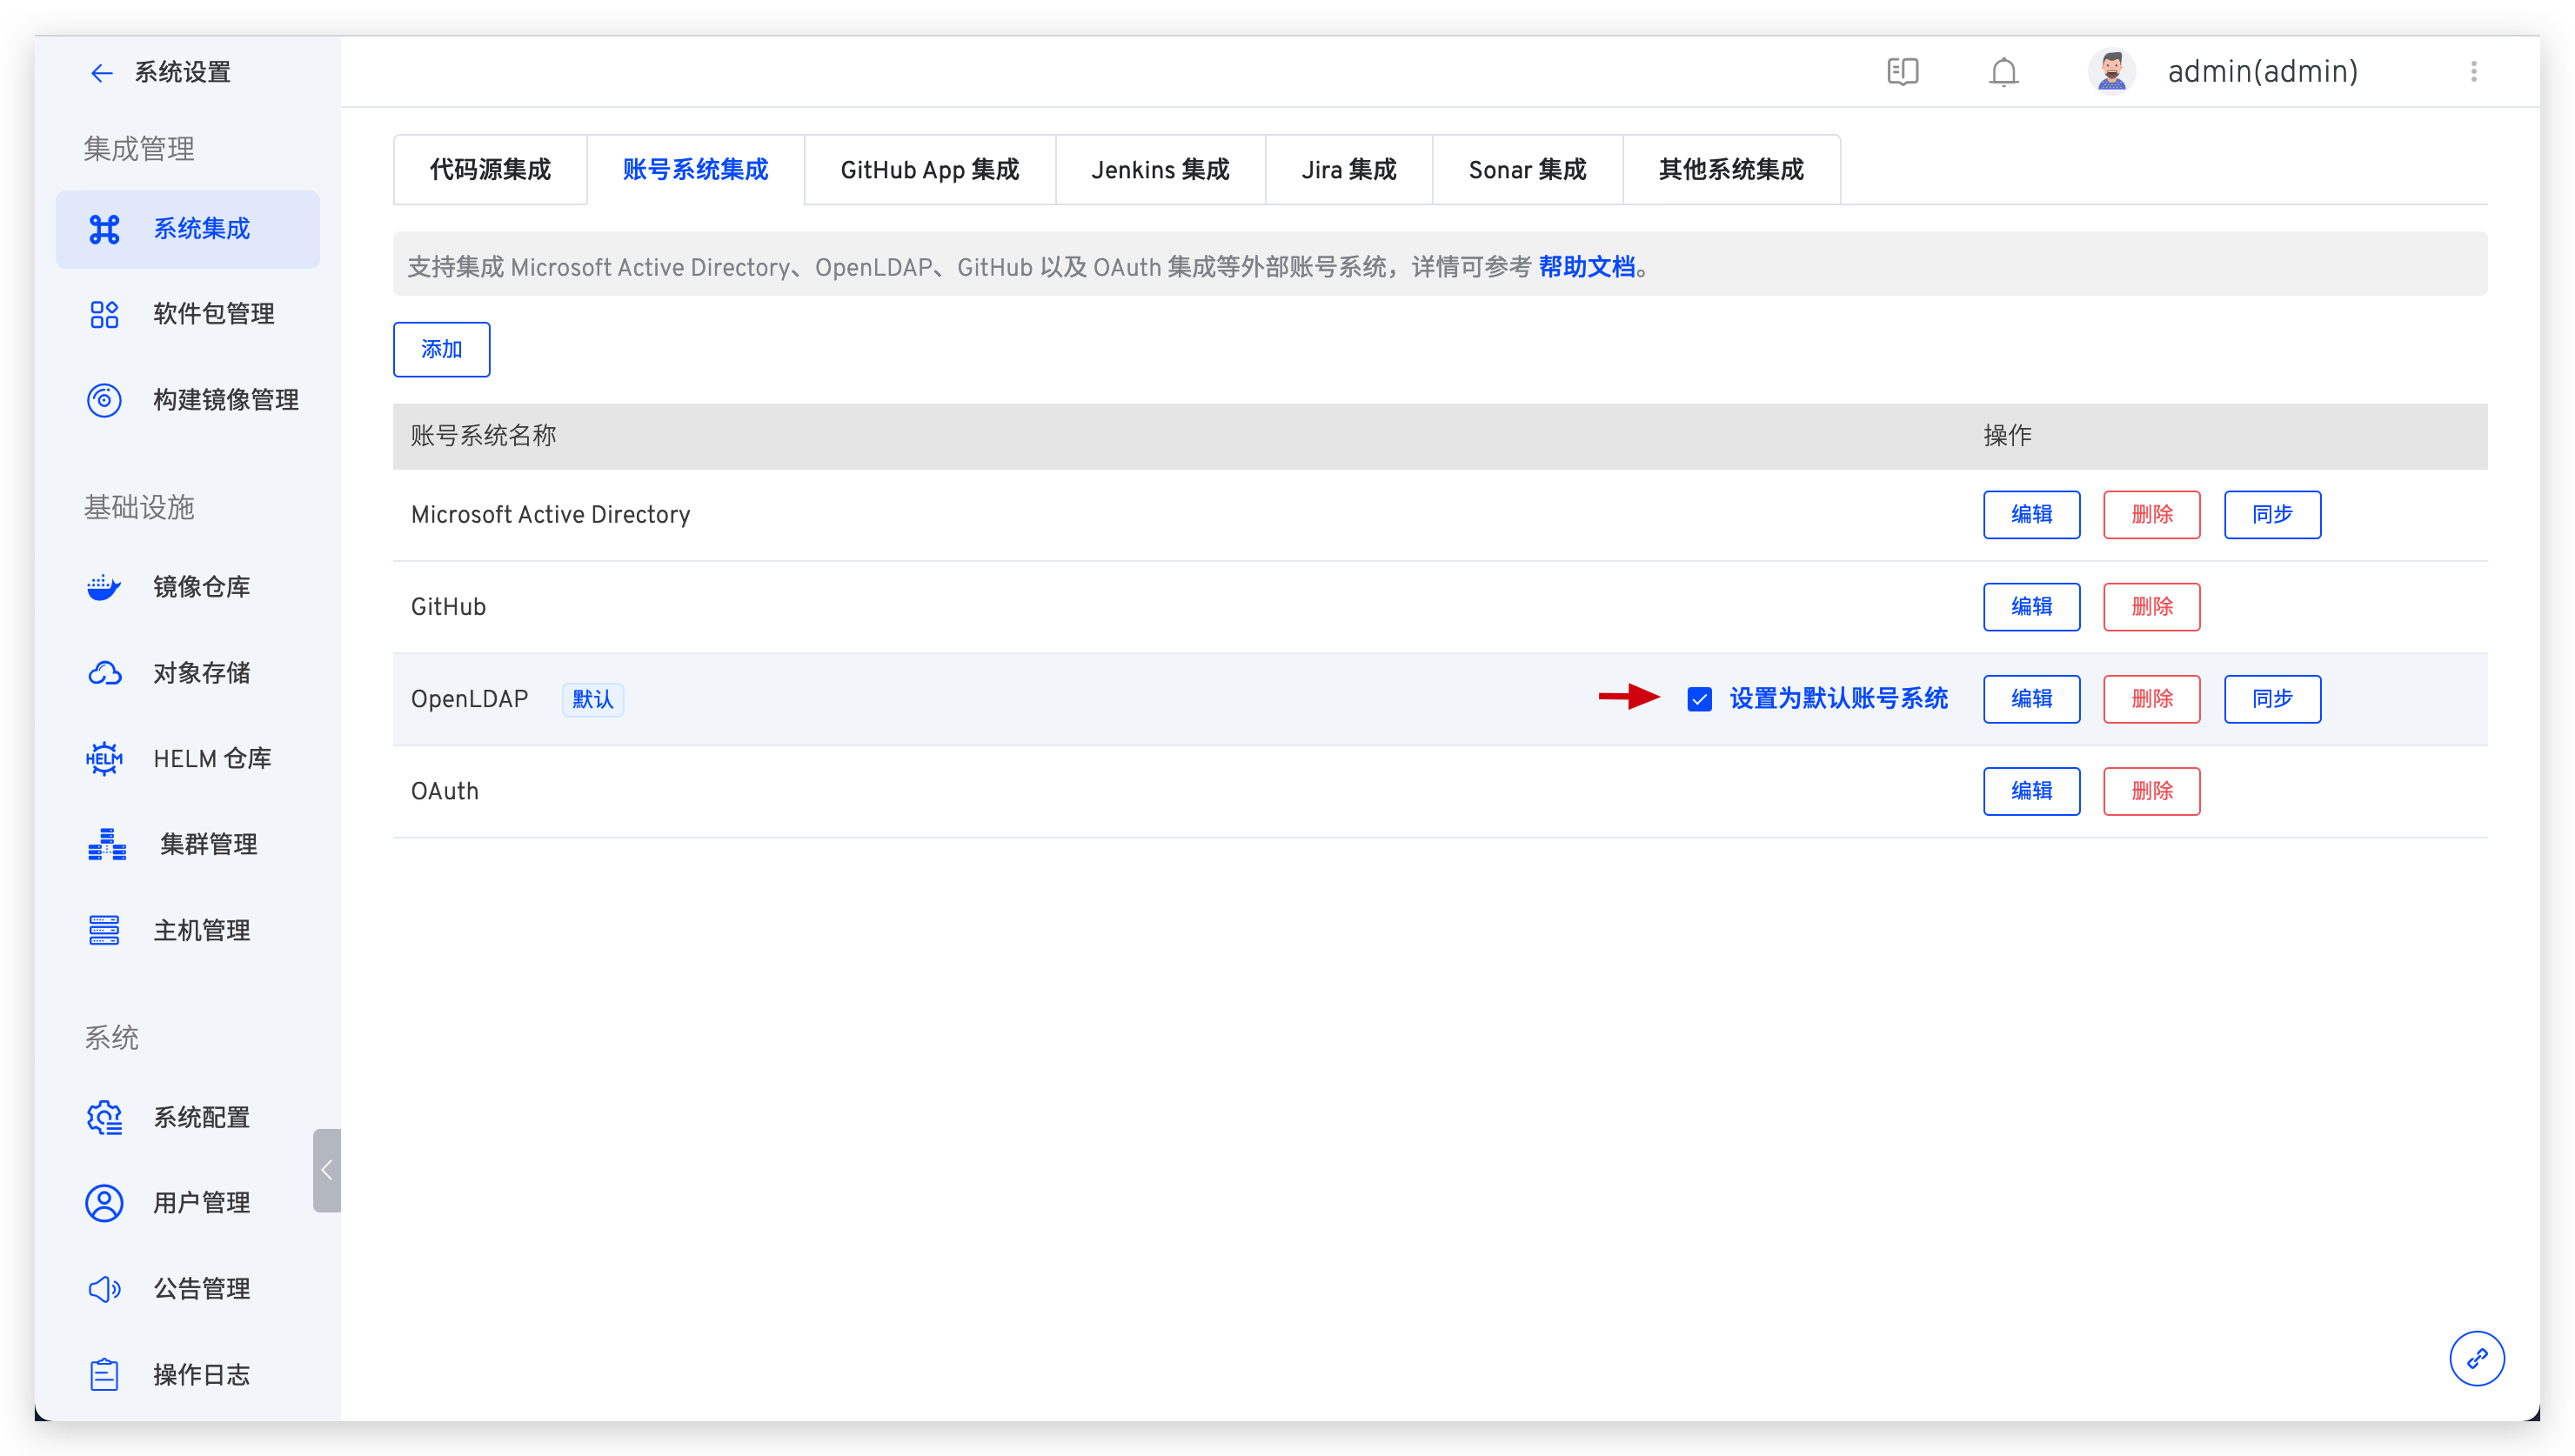 系统设置
admin(admin)
集成管理
系统集成
软件包管理
构建镜像管理
基础设施
镜像仓库
对象存储
HELM
HELM 仓库
集群管理
主机管理
系统
系统配置
用户管理
公告管理
操作日志
代码源集成 账号系统集成 GitHub App 集成 Jenkins 集成 Jira 集成 Sonar 集成 其他系统集成
支持集成 Microsoft Active Directory、OpenLDAP、GitHub 以及 OAuth 集成等外部账号系统，详情可参考 帮助文档。
添加
账号系统名称 操作
Microsoft Active Directory 编辑 删除 同步
GitHub 编辑 删除
OpenLDAP 默认 设置为默认账号系统 编辑 删除 同步
OAuth 编辑 删除